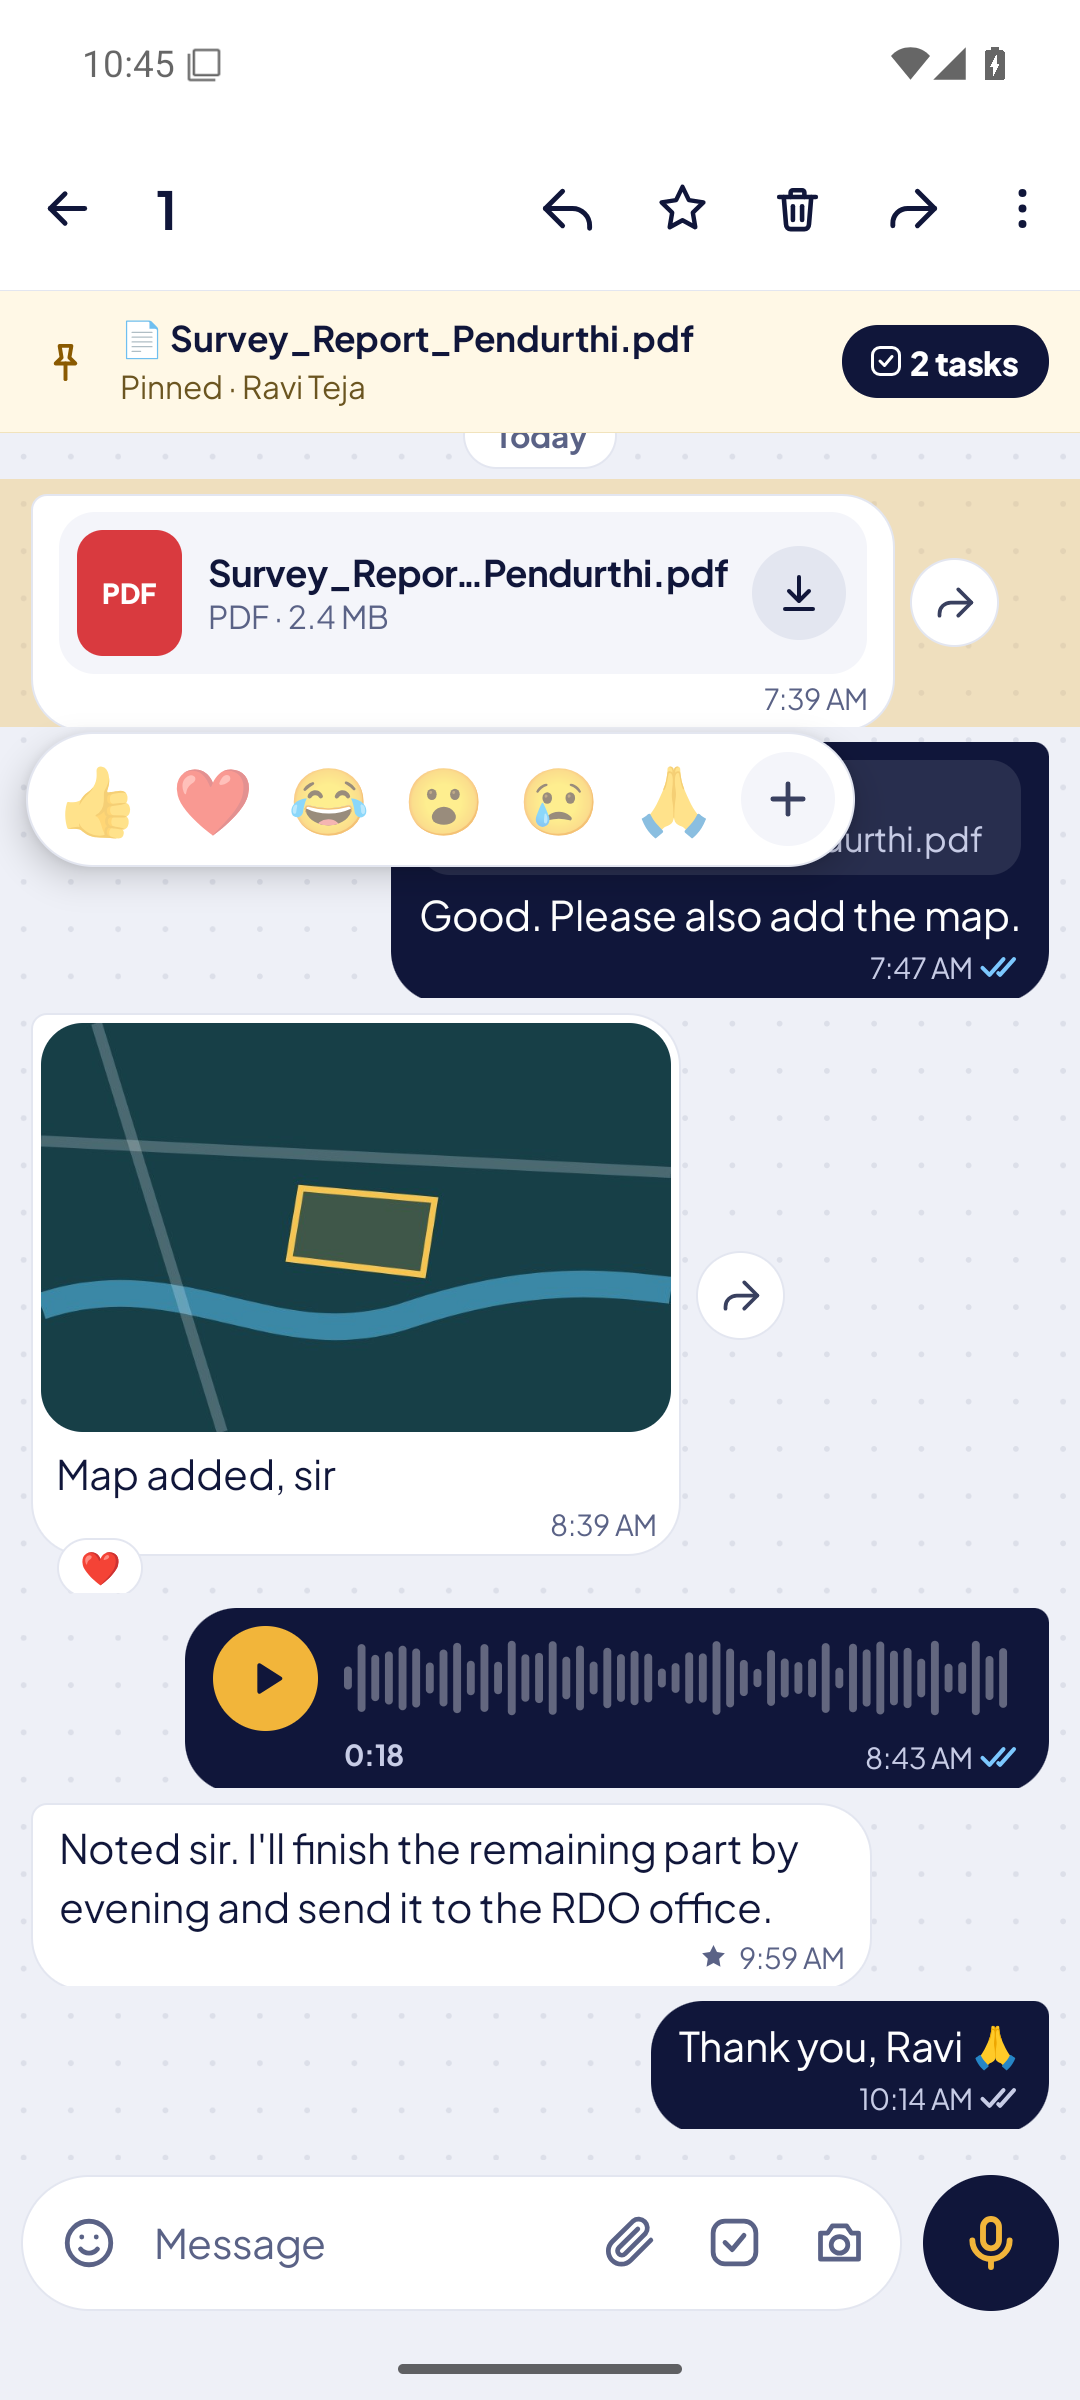 10:45
1
Survey_Report_Pendurthi.pdf
Pinned · Ravi Teja
2 tasks
Today
PDF
Survey_Repor...Pendurthi.pdf
PDF · 2.4 MB
7:39 AM
durthi.pdf
Good. Please also add the map.
7:47 AM
Map added, sir
8:39 AM
0:18
8:43 AM
Noted sir. I'll finish the remaining part by
evening and send it to the RDO office.
9:59 AM
Thank you, Ravi 🙏
10:14 AM
Message